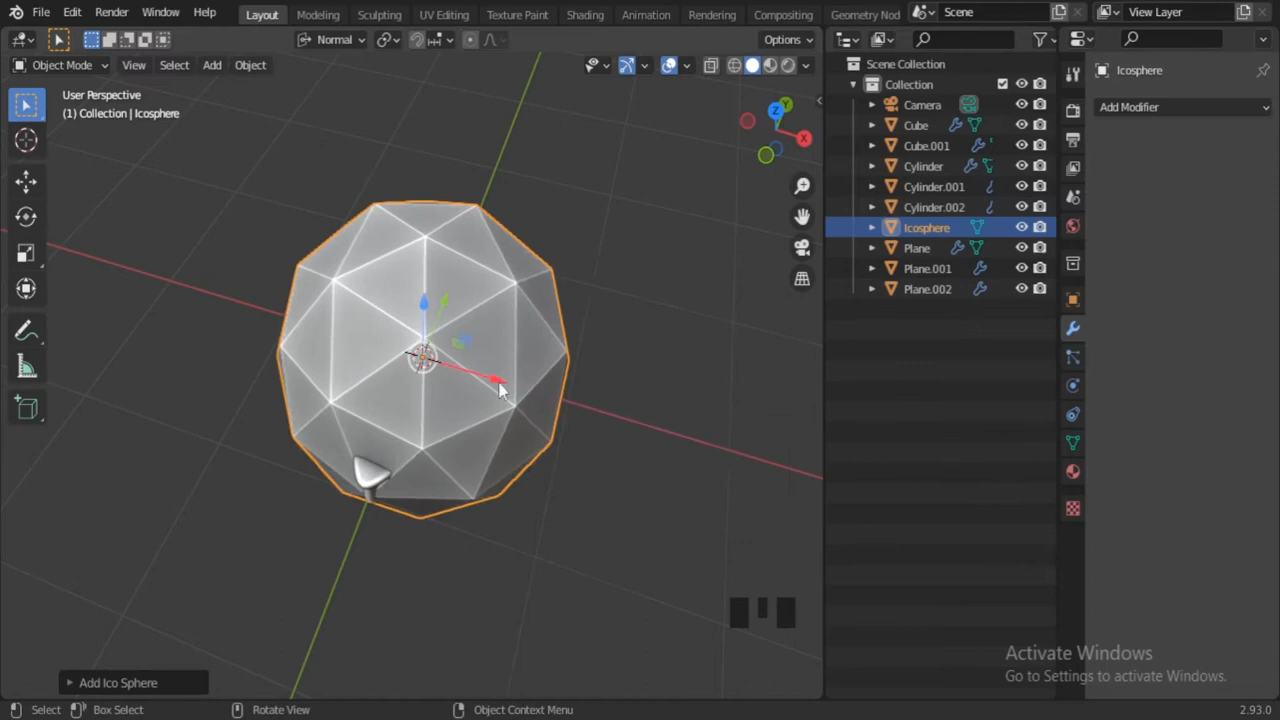 File Edit Render Window Help Layout Modeling Sculpting UV Editing Texture Paint Shading Animation Rendering Compositing Geometry Nod Scene View Layer
Normal Options
Object Mode View Select Add Object
User Perspective
(1) Collection | Icosphere
Z
Y
X
Scene Collection
Collection
Camera
Cube
Cube.001
Cylinder
Cylinder.001
Cylinder.002
Icosphere
Plane
Plane.001
Plane.002
Icosphere
Add Modifier
Add Ico Sphere
Activate Windows
Go to Settings to activate Windows.
Select Box Select Rotate View Object Context Menu 2.93.0